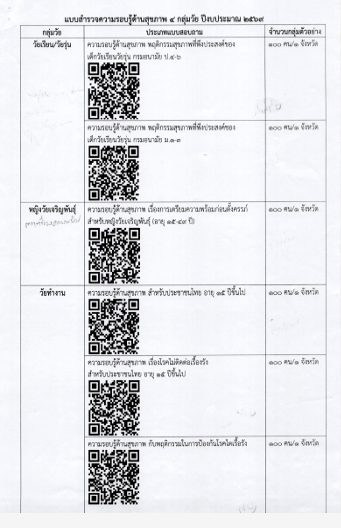 แบบสำรวจความรอบรู้ด้านสุขภาพ ๔ กลุ่มวัย ปีงบประมาณ ๒๕๖๙
กลุ่มวัย ประเภทแบบสอบถาม จำนวนกลุ่มตัวอย่าง
วัยเรียน/วัยรุ่น ความรอบรู้ด้านสุขภาพ พฤติกรรมสุขภาพที่พึงประสงค์ของ ๑๐๐ คน/๑ จังหวัด
เด็กวัยเรียนวัยรุ่น กรมอนามัย ป.๔-๖
ความรอบรู้ด้านสุขภาพ พฤติกรรมสุขภาพที่พึงประสงค์ของ ๑๐๐ คน/๑ จังหวัด
เด็กวัยเรียนวัยรุ่น กรมอนามัย ม.๑-๓
หญิงวัยเจริญพันธุ์ ความรอบรู้ด้านสุขภาพ เรื่องการเตรียมความพร้อมก่อนตั้งครรภ์ ๑๐๐ คน/๑ จังหวัด
สำหรับหญิงวัยเจริญพันธุ์ (อายุ ๑๕-๔๙ ปี)
วัยทำงาน ความรอบรู้ด้านสุขภาพ สำหรับประชาชนไทย อายุ ๑๕ ปีขึ้นไป ๑๐๐ คน/๑ จังหวัด
ความรอบรู้ด้านสุขภาพ เรื่องโรคไม่ติดต่อเรื้อรัง ๑๐๐ คน/๑ จังหวัด
สำหรับประชาชนไทย อายุ ๑๕ ปีขึ้นไป
ความรอบรู้ด้านสุขภาพ กับพฤติกรรมในการป้องกันโรคไตเรื้อรัง ๑๐๐ คน/๑ จังหวัด